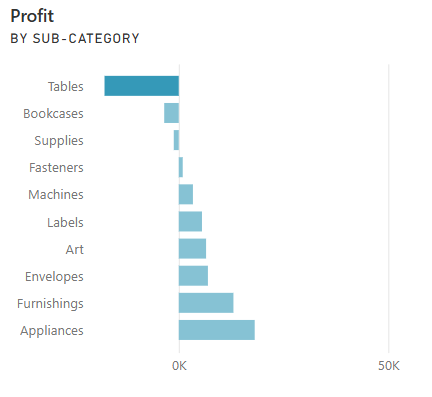 Profit
BY SUB-CATEGORY
Tables
Bookcases
Supplies
Fasteners
Machines
Labels
Art
Envelopes
Furnishings
Appliances
0K 50K